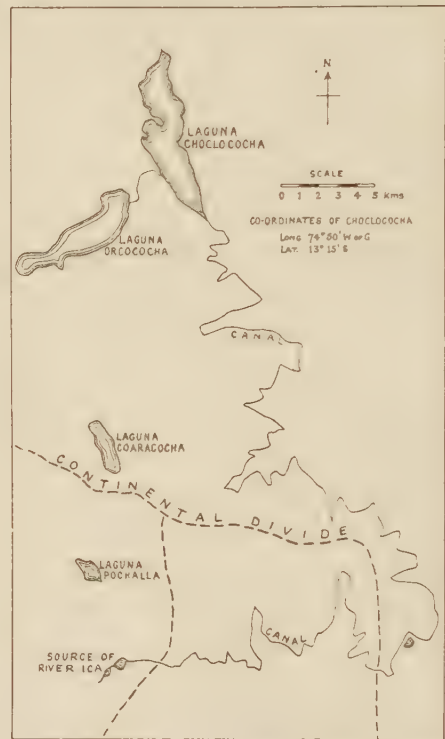 N
LAGUNA
CHOCLOCOCHA
SCALE
0 1 2 3 4 5 kms
CO-ORDINATES OF CHOCLOCOCHA
LONG 74°50' W OF G
LAT. 13° 15' S
LAGUNA
ORCOCOCHA
CANAL
LAGUNA
COARACOCHA
CONTINENTAL DIVIDE
LAGUNA
POCHALLA
CANAL
SOURCE OF
RIVER ICA